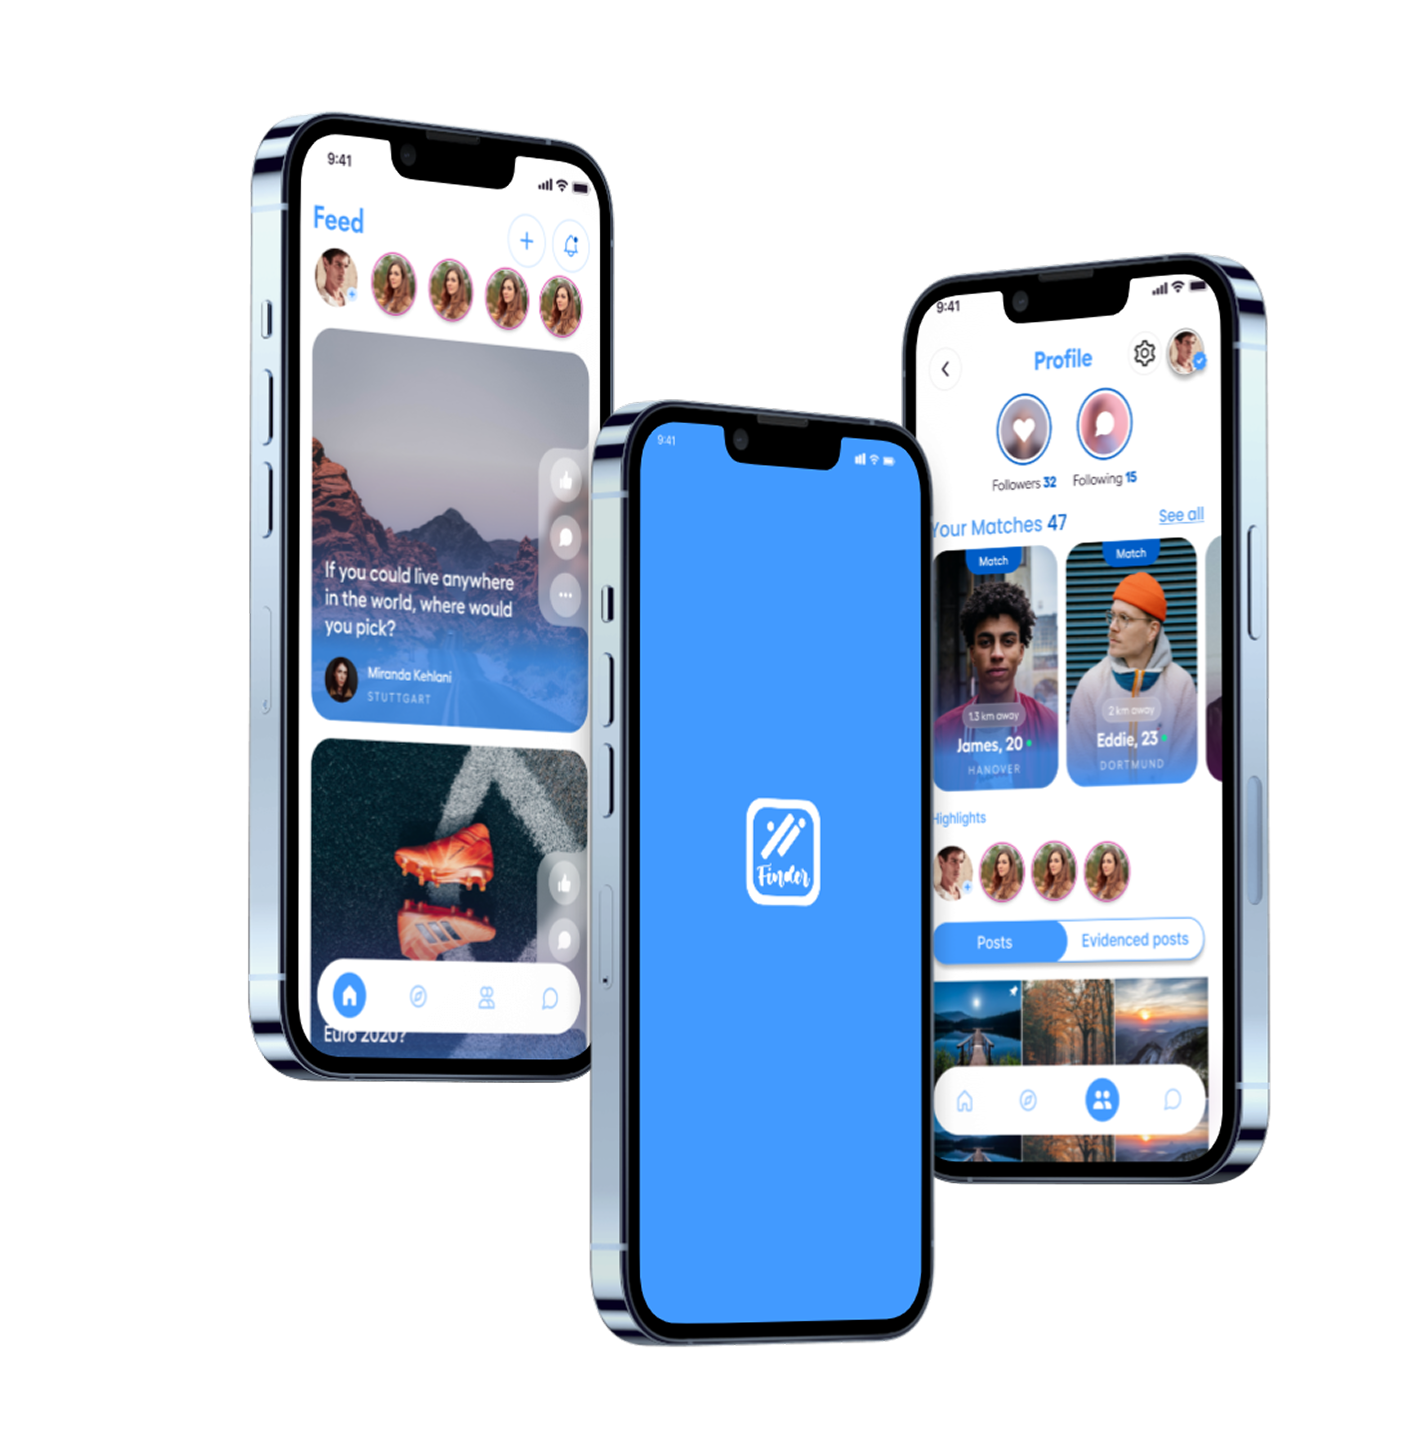 9:41
Feed
If you could live anywhere
in the world, where would
you pick?
Miranda Kehlani
STUTTGART
Euro 2020?
9:41
Finder
9:41
Profile
Followers 32
Following 15
Your Matches 47
See all
Match
1.3 km away
James, 20
HANOVER
Match
2 km away
Eddie, 23
DORTMUND
Highlights
Posts
Evidenced posts